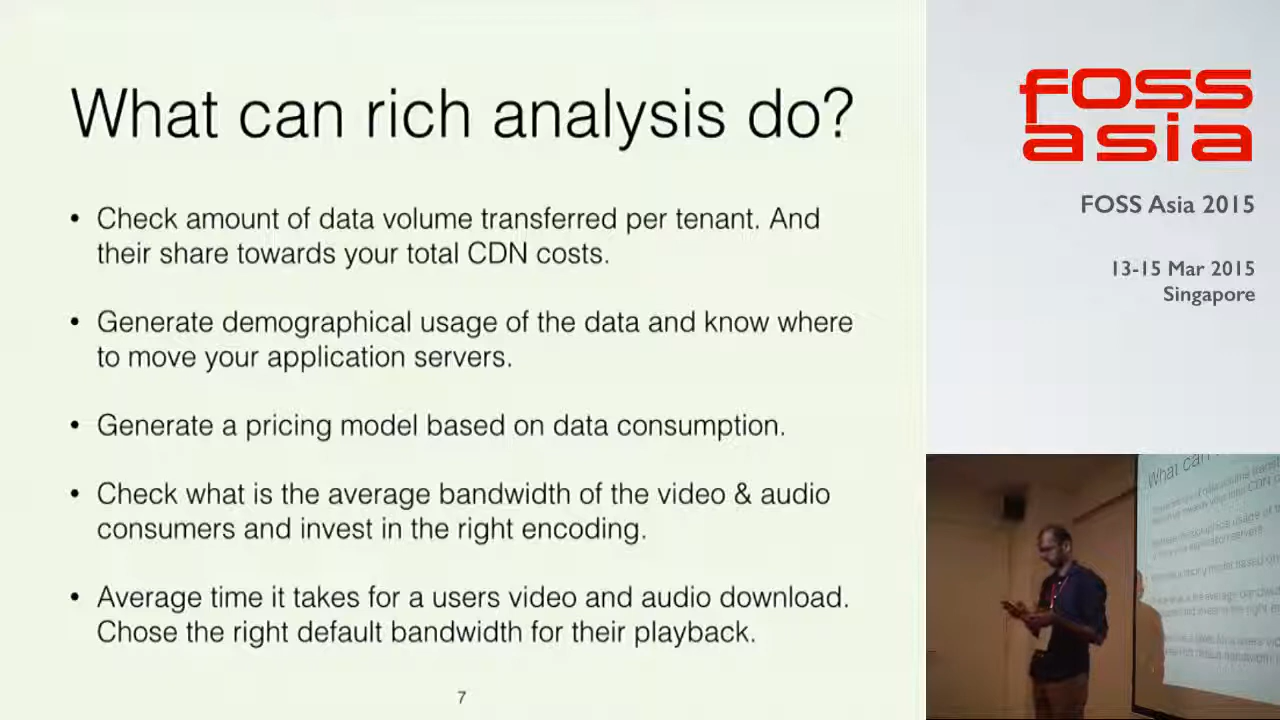 What can rich analysis do?
• Check amount of data volume transferred per tenant. And
their share towards your total CDN costs.
• Generate demographical usage of the data and know where
to move your application servers.
• Generate a pricing model based on data consumption.
• Check what is the average bandwidth of the video & audio
consumers and invest in the right encoding.
• Average time it takes for a users video and audio download.
Chose the right default bandwidth for their playback.
7
foss
asia
FOSS Asia 2015
13-15 Mar 2015
Singapore
What can